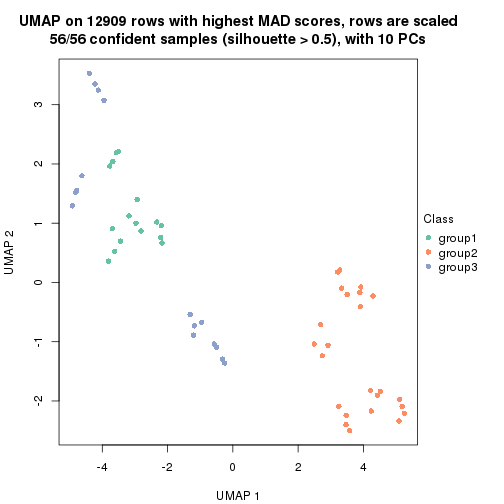 UMAP on 12909 rows with highest MAD scores, rows are scaled
56/56 confident samples (silhouette > 0.5), with 10 PCs
3
2
1
0
-1
-2
UMAP 2
-4
-2
0
2
4
UMAP 1
Class
group1
group2
group3